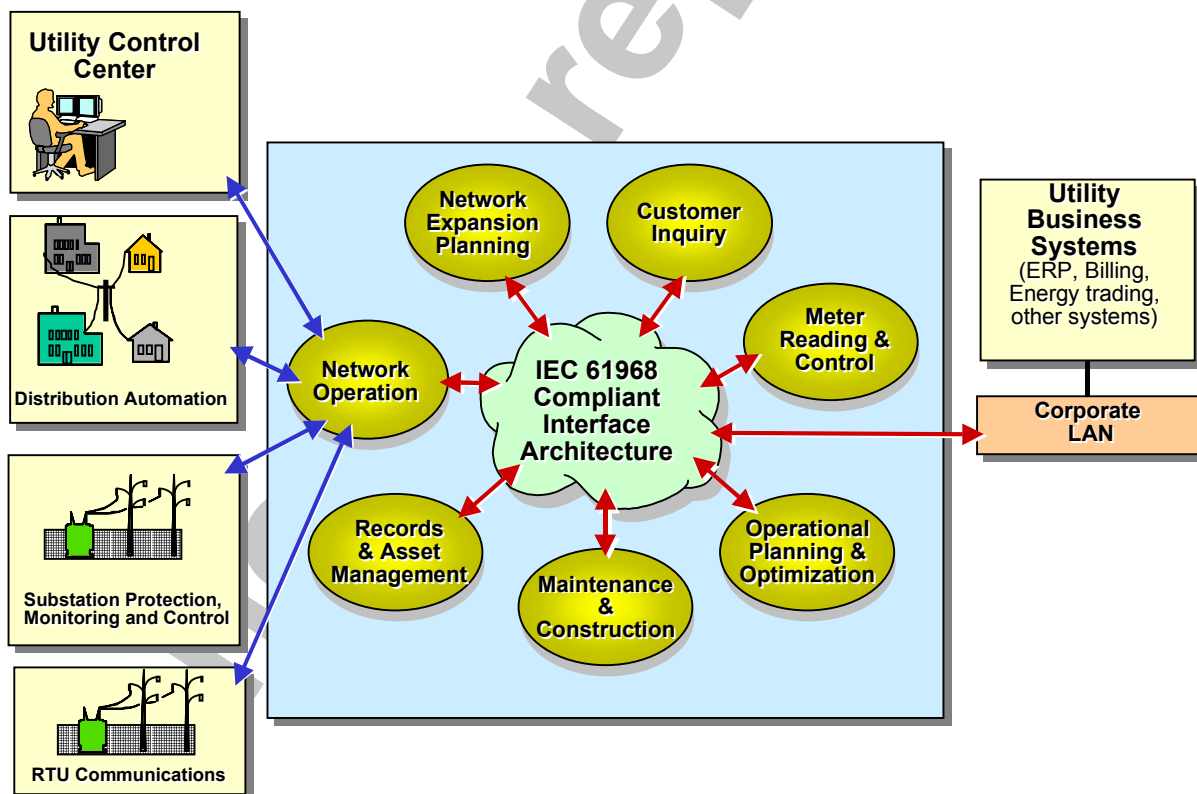 Utility Control
Center
Distribution Automation
Substation Protection,
Monitoring and Control
RTU Communications
Network
Expansion
Planning
Customer
Inquiry
Meter
Reading &
Control
Network
Operation
IEC 61968
Compliant
Interface
Architecture
Records
& Asset
Management
Maintenance
&
Construction
Operational
Planning &
Optimization
Utility
Business
Systems
(ERP, Billing,
Energy trading,
other systems)
Corporate
LAN